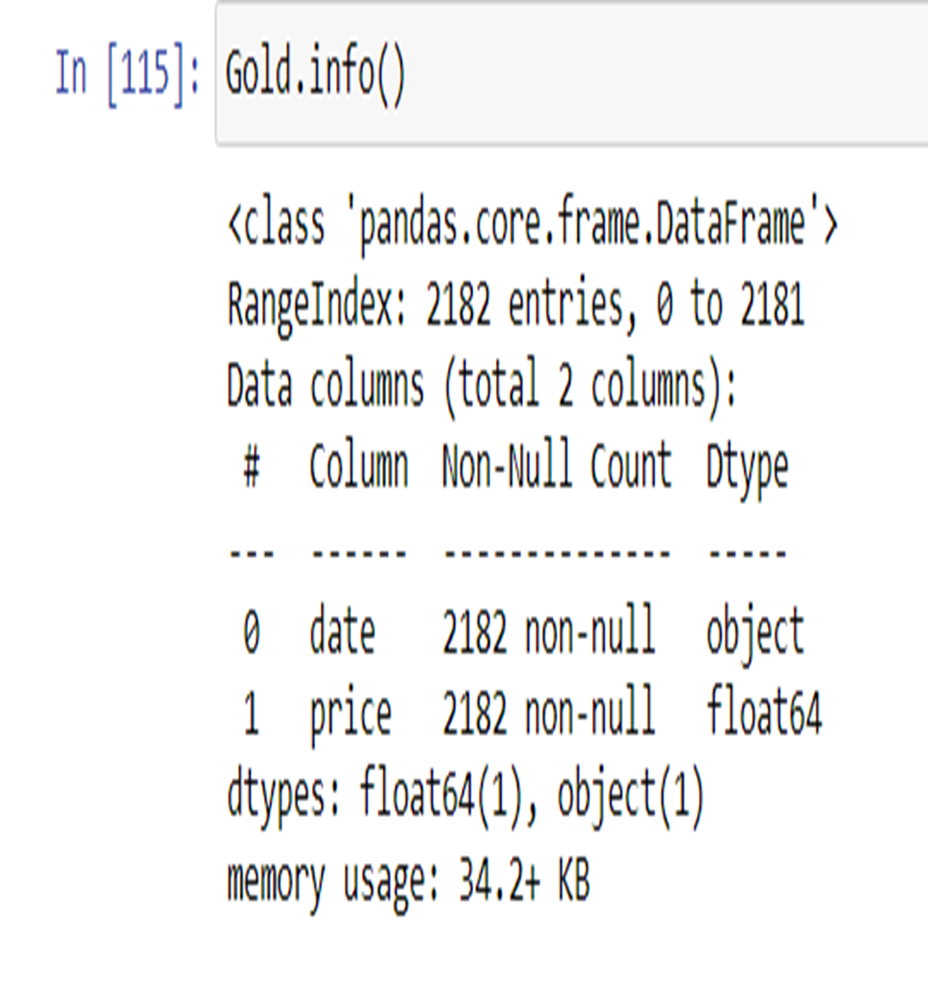 In [115]: Gold.info()
<class 'pandas.core.frame.DataFrame'>
RangeIndex: 2182 entries, 0 to 2181
Data columns (total 2 columns):
 #   Column  Non-Null Count  Dtype
---  ------  --------------  -----
 0   date    2182 non-null   object
 1   price   2182 non-null   float64
dtypes: float64(1), object(1)
memory usage: 34.2+ KB